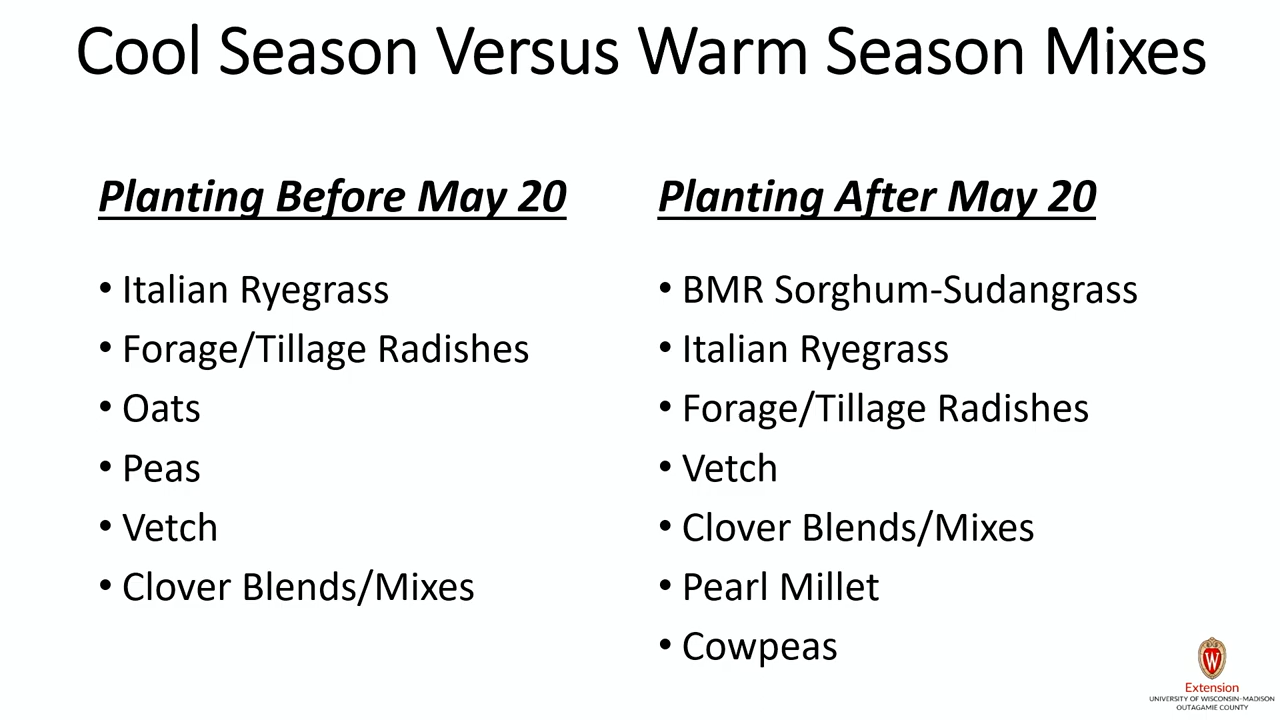 Cool Season Versus Warm Season Mixes
Planting Before May 20
• Italian Ryegrass
• Forage/Tillage Radishes
• Oats
• Peas
• Vetch
• Clover Blends/Mixes
Planting After May 20
• BMR Sorghum-Sudangrass
• Italian Ryegrass
• Forage/Tillage Radishes
• Vetch
• Clover Blends/Mixes
• Pearl Millet
• Cowpeas
W
Extension
UNIVERSITY OF WISCONSIN-MADISON
OUTAGAMIE COUNTY